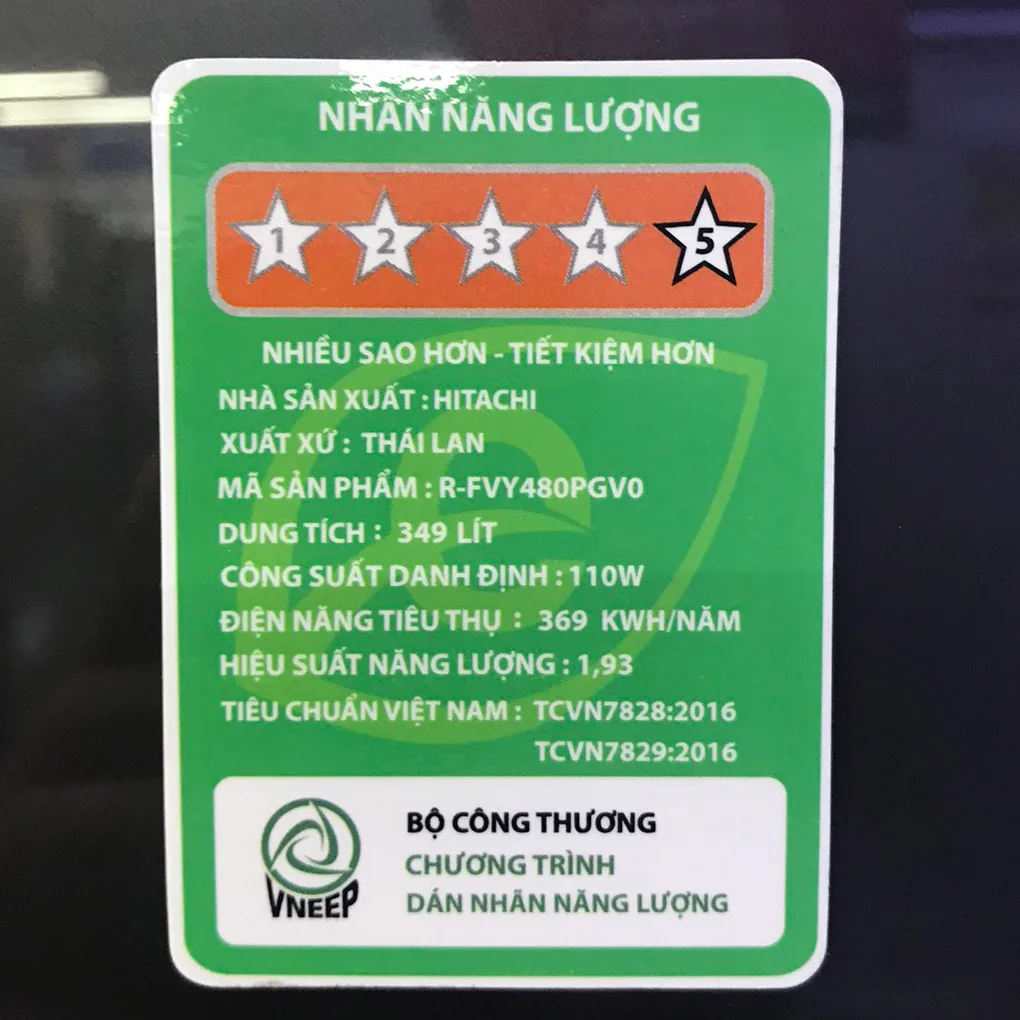 NHÃN NĂNG LƯỢNG
1 2 3 4 5
NHIỀU SAO HƠN - TIẾT KIỆM HƠN
NHÀ SẢN XUẤT : HITACHI
XUẤT XỨ : THÁI LAN
MÃ SẢN PHẨM : R-FVY480PGV0
DUNG TÍCH : 349 LÍT
CÔNG SUẤT DANH ĐỊNH : 110W
ĐIỆN NĂNG TIÊU THỤ : 369 KWH/NĂM
HIỆU SUẤT NĂNG LƯỢNG : 1,93
TIÊU CHUẨN VIỆT NAM : TCVN7828:2016
TCVN7829:2016
BỘ CÔNG THƯƠNG
CHƯƠNG TRÌNH
DÁN NHÃN NĂNG LƯỢNG
VNEEP